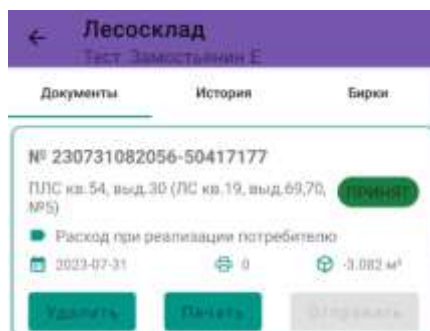 Лесосклад
Тест Замостьянин Е
Документы История Бирки
№ 230731082056-50417177
ПЛС кв.54, выд.30 (ЛС кв.19, выд.69,70, ПРИНЯТ
№5)
Расход при реализации потребителю
2023-07-31 0 -3.082 м³
Удалить Печать Отправить